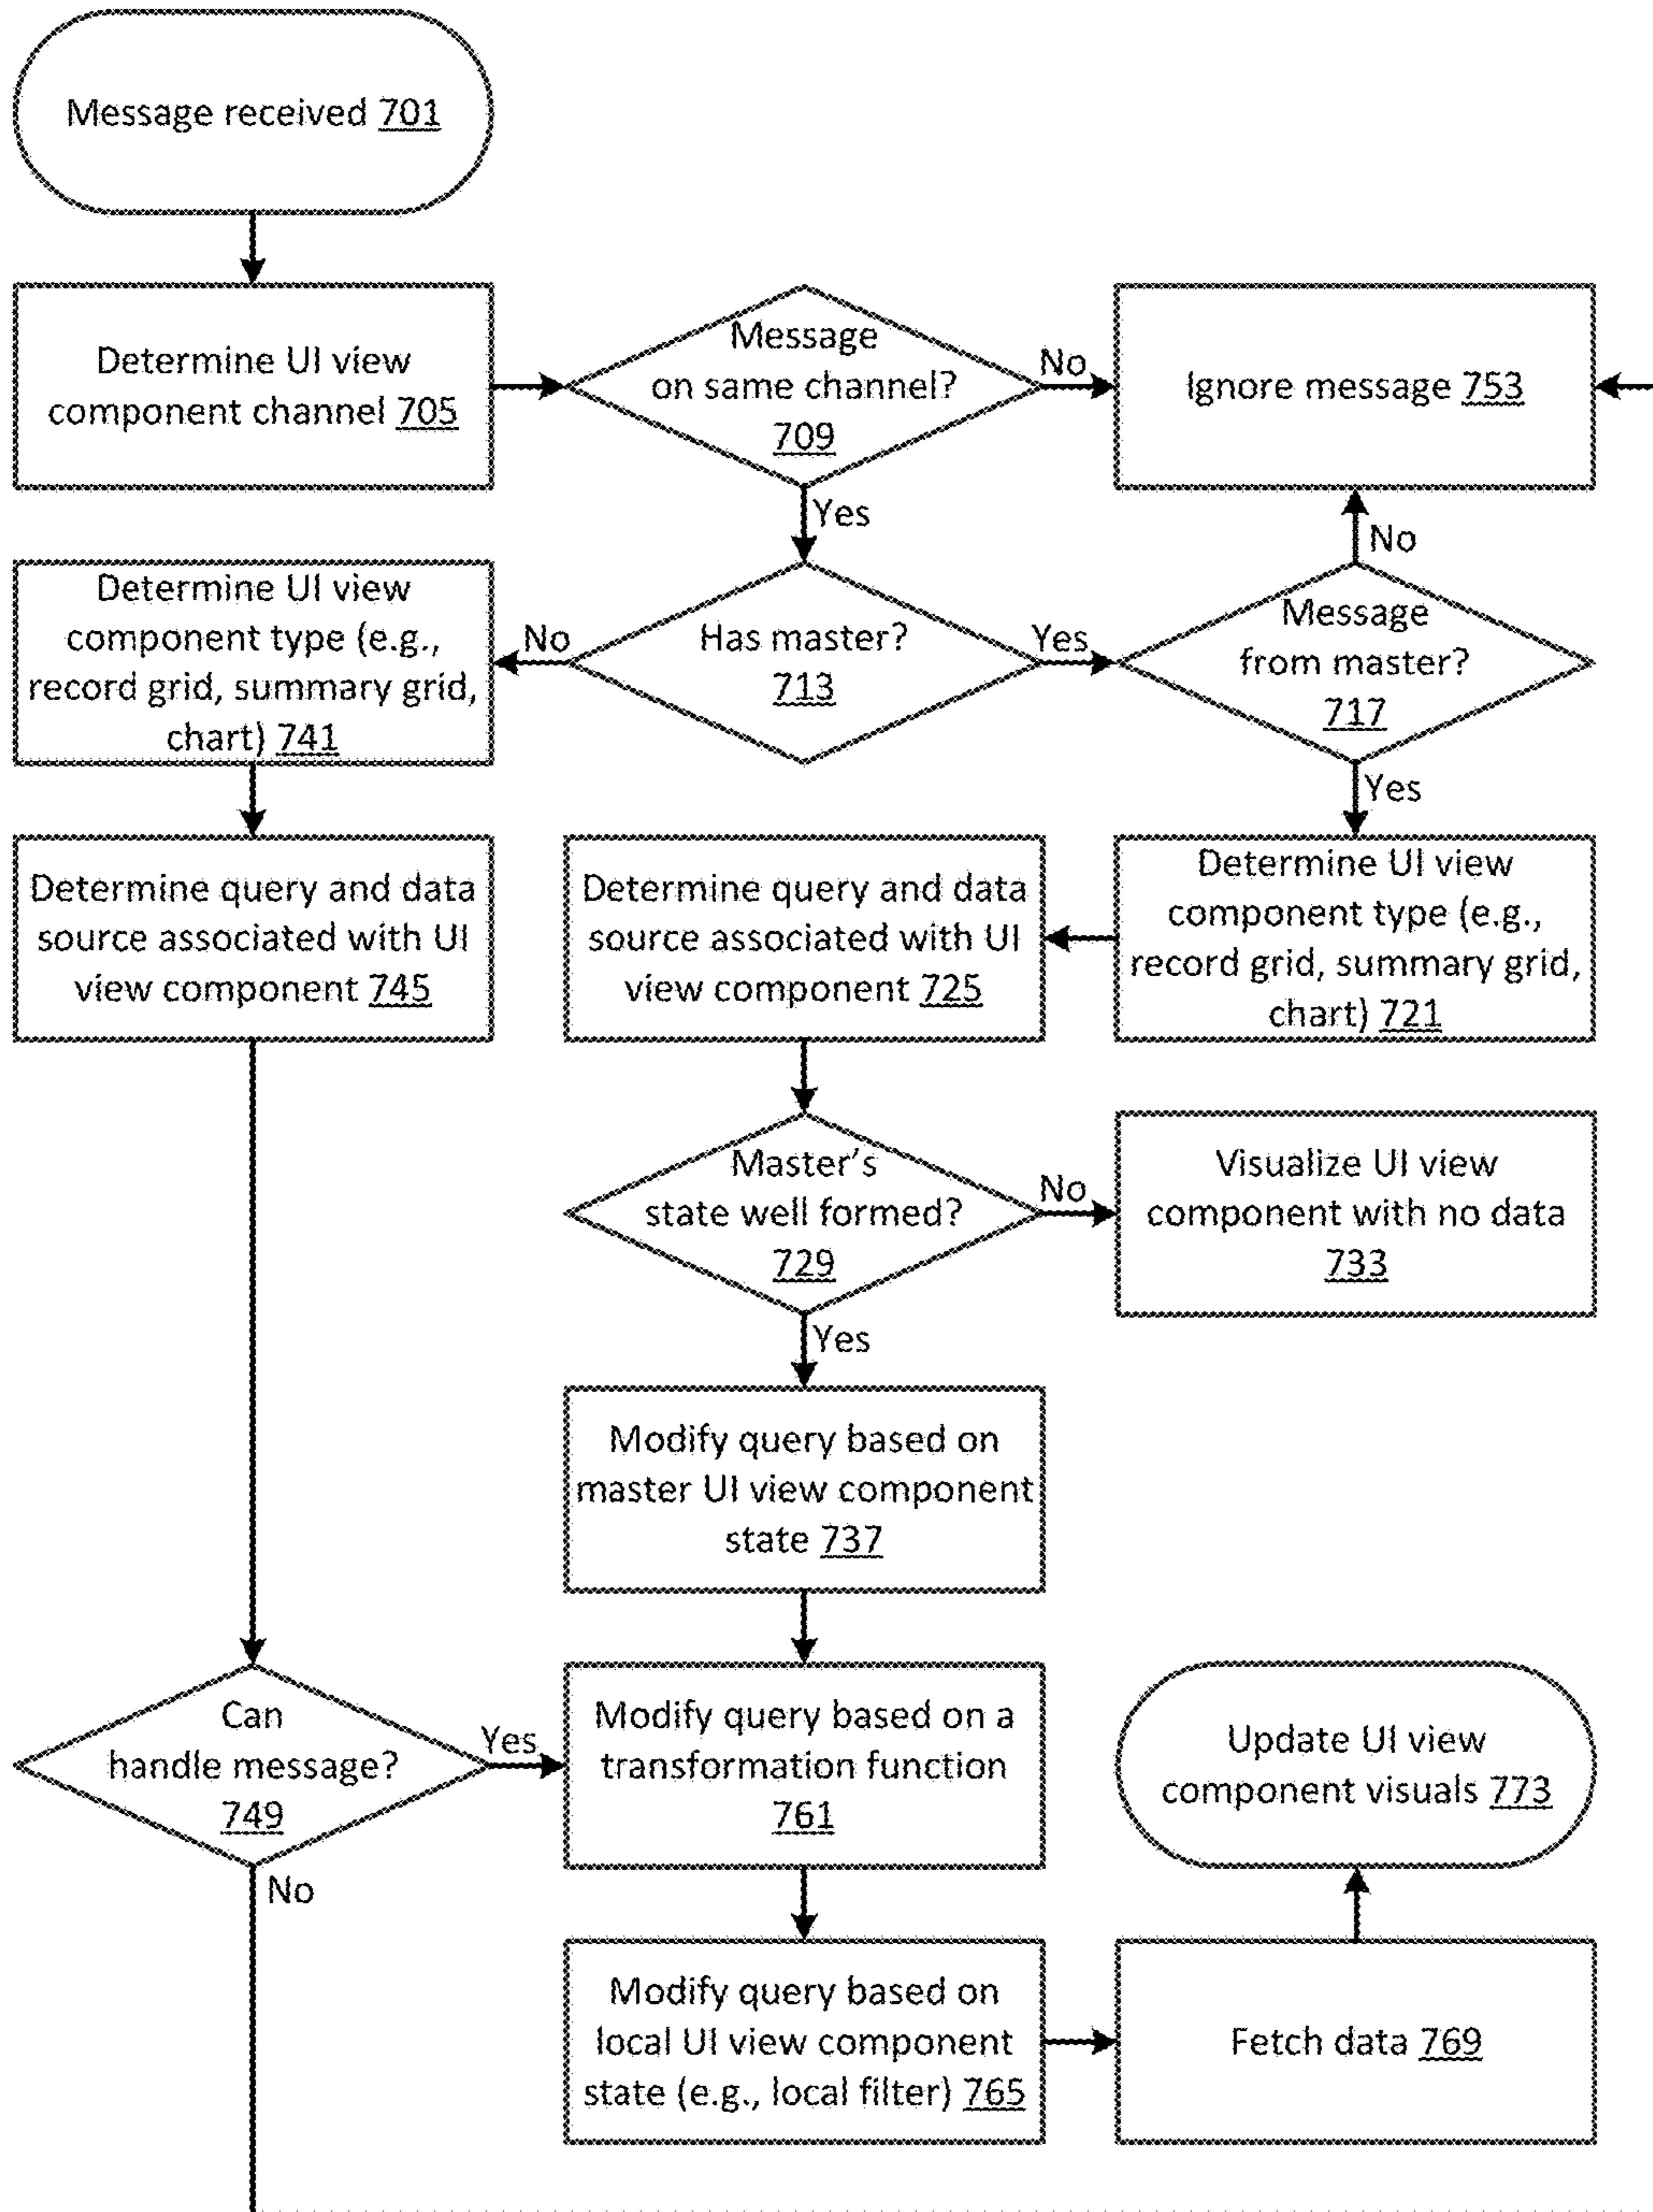 Message received 701
Determine UI view
component channel 705
Message
on same channel?
709
No
Ignore message 753
Yes
No
Determine UI view
component type (e.g.,
record grid, summary grid,
chart) 741
No
Has master?
713
Yes
Message
from master?
717
Yes
Determine query and data
source associated with UI
view component 745
Determine query and data
source associated with UI
view component 725
Determine UI view
component type (e.g.,
record grid, summary grid,
chart) 721
Master's
state well formed?
729
No
Visualize UI view
component with no data
733
Yes
Modify query based on
master UI view component
state 737
Can
handle message?
749
Yes
Modify query based on a
transformation function
761
Update UI view
component visuals 773
No
Modify query based on
local UI view component
state (e.g., local filter) 765
Fetch data 769